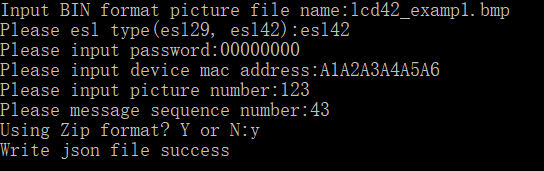 Input BIN format picture file name:lcd42_examp1.bmp
Please esl type(esl29, esl42):esl42
Please input password:00000000
Please input device mac address:A1A2A3A4A5A6
Please input picture number:123
Please message sequence number:43
Using Zip format? Y or N:y
Write json file success